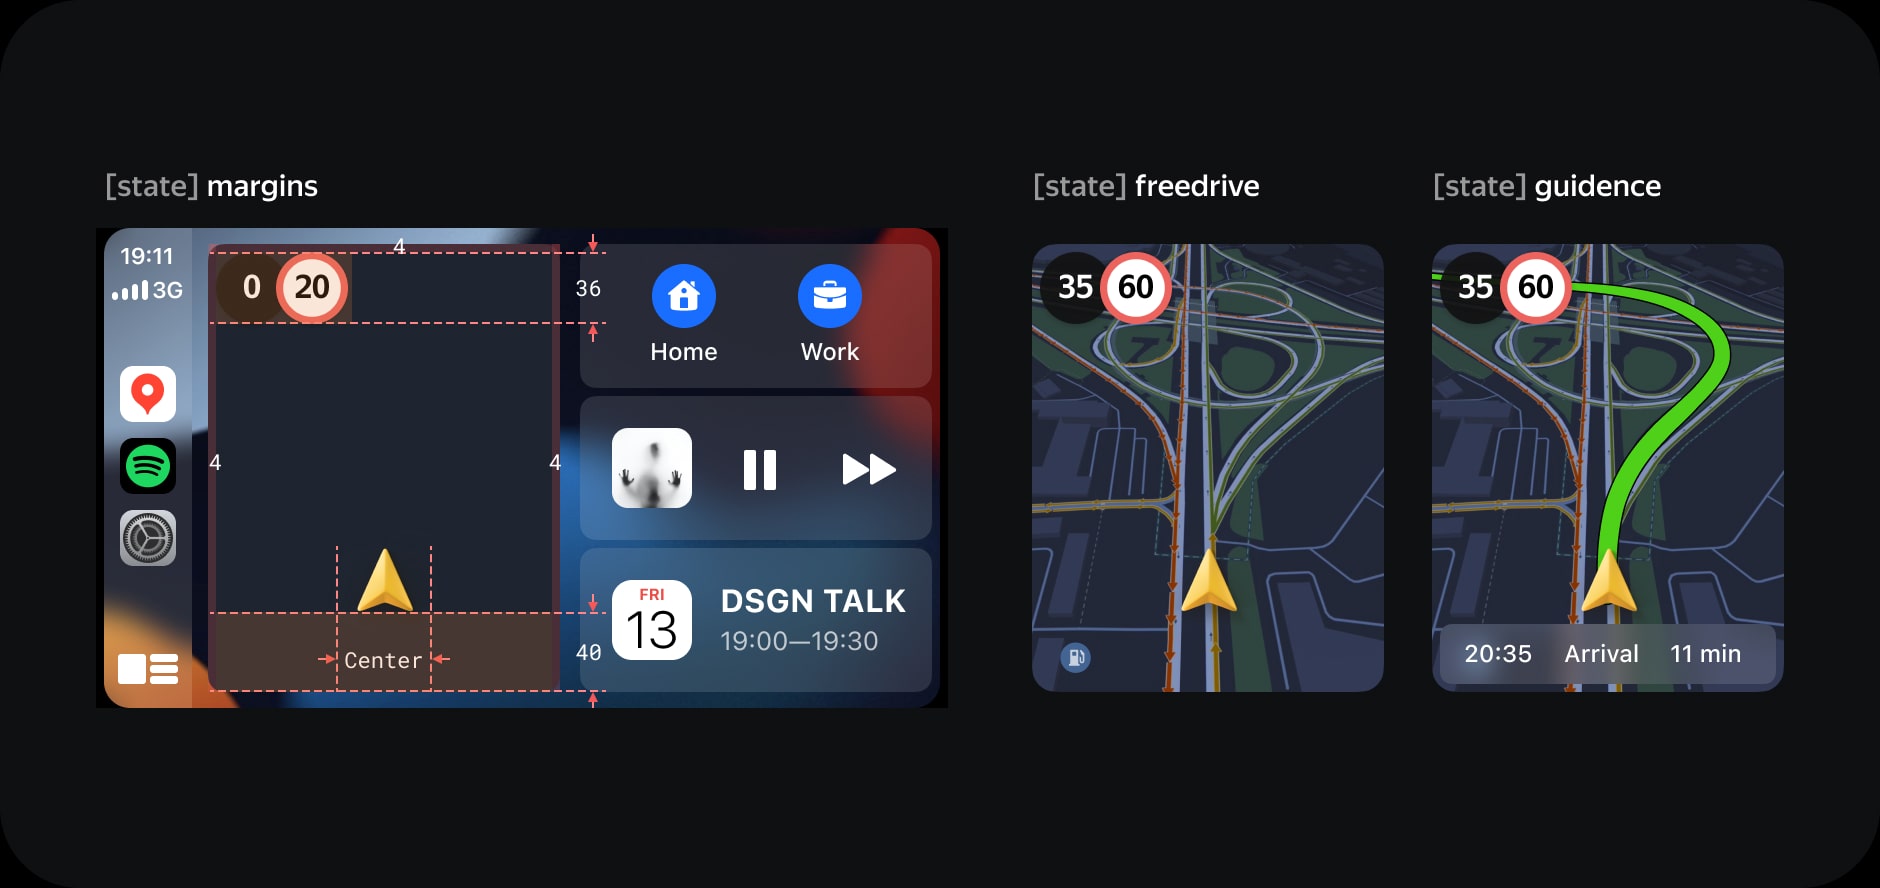 [state] margins
19:11
3G
4
0
20
36
4
4
Center
40
Home
Work
FRI
13
DSGN TALK
19:00—19:30
[state] freedrive
35
60
[state] guidence
35
60
20:35 Arrival 11 min